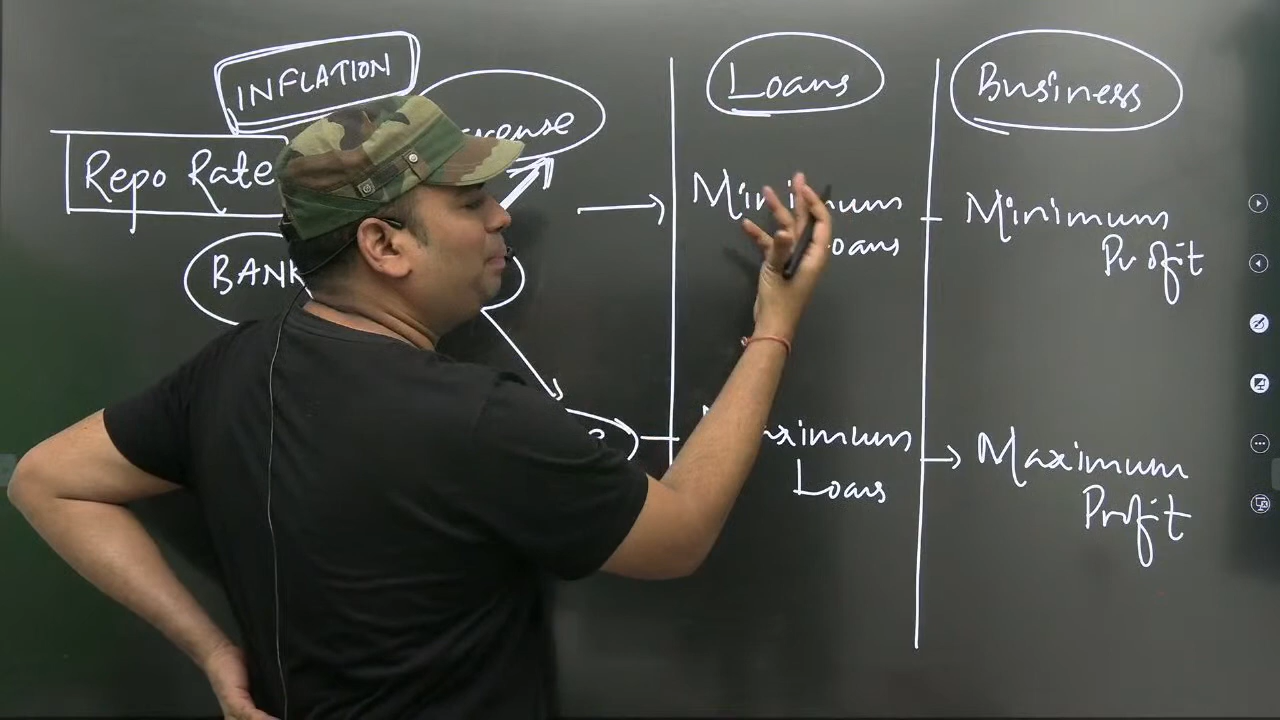 INFLATION
Repo Rate
BANK
Loans
Business
Minimum
Minimum
Profit
Maximum
Loans
Maximum
Profit